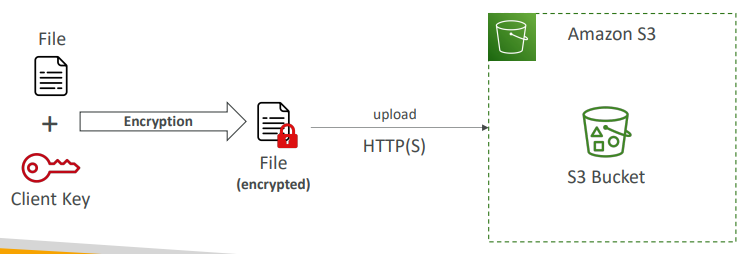 File
+
Client Key
Encryption
File
(encrypted)
upload
HTTP(S)
Amazon S3
S3 Bucket